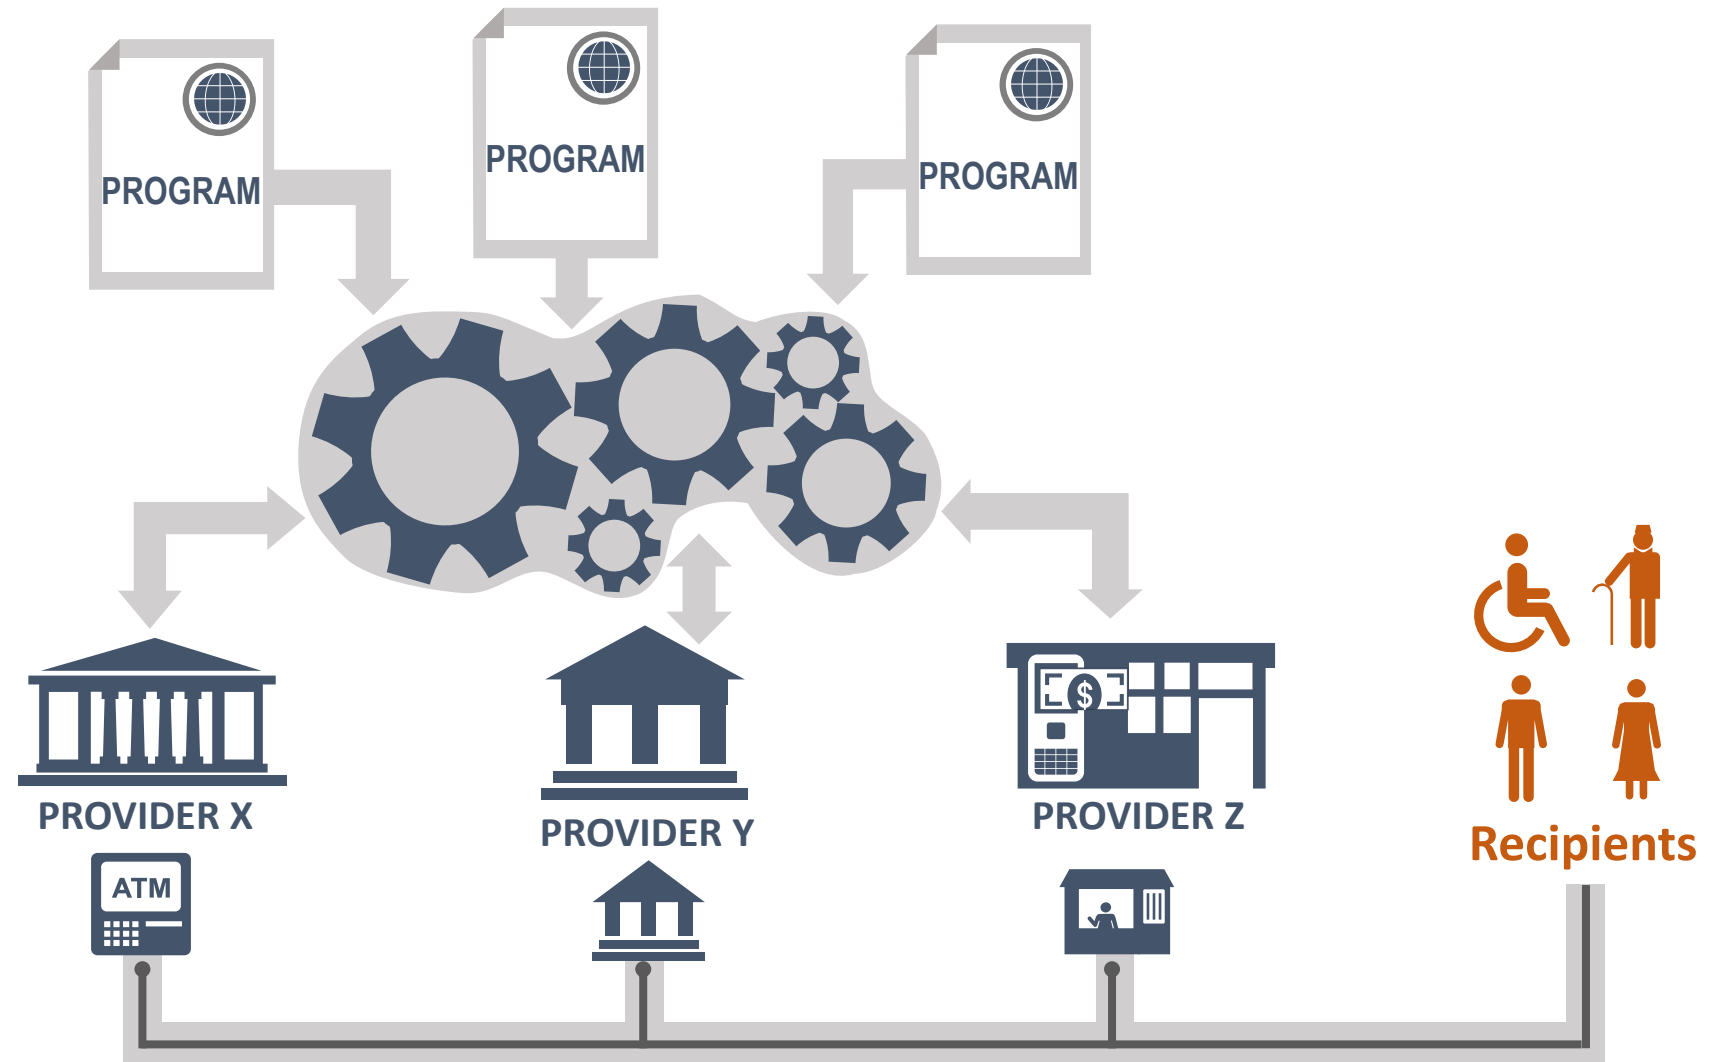 PROGRAM
PROGRAM
PROGRAM
$
PROVIDER X
PROVIDER Y
PROVIDER Z
Recipients
ATM